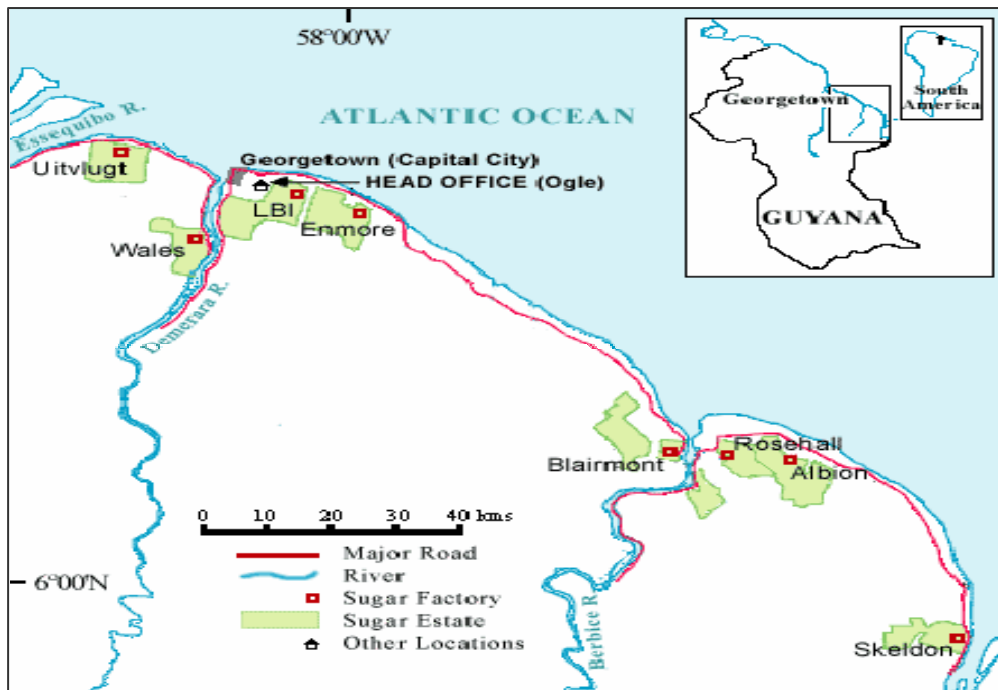 58°00'W
ATLANTIC OCEAN
Essequibo R.
Georgetown (Capital City)
HEAD OFFICE (Ogle)
Uitvlugt
LBI
Enmore
Wales
Demerara R.
Georgetown
South
America
GUYANA
Blairmont
Rosehall
Albion
0 10 20 30 40 kms
Major Road
River
Sugar Factory
Sugar Estate
Other Locations
6°00'N
Berbice R.
Skeldon